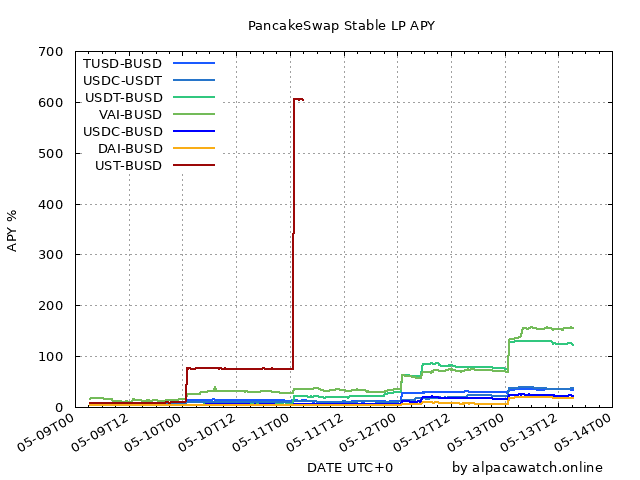 PancakeSwap Stable LP APY
700
600
500
400
300
200
100
0
APY %
TUSD-BUSD
USDC-USDT
USDT-BUSD
VAI-BUSD
USDC-BUSD
DAI-BUSD
UST-BUSD
05-09T00
05-09T12
05-10T00
05-10T12
05-11T00
05-11T12
05-12T00
05-12T12
05-13T00
05-13T12
05-14T00
DATE UTC+0
by alpacawatch.online